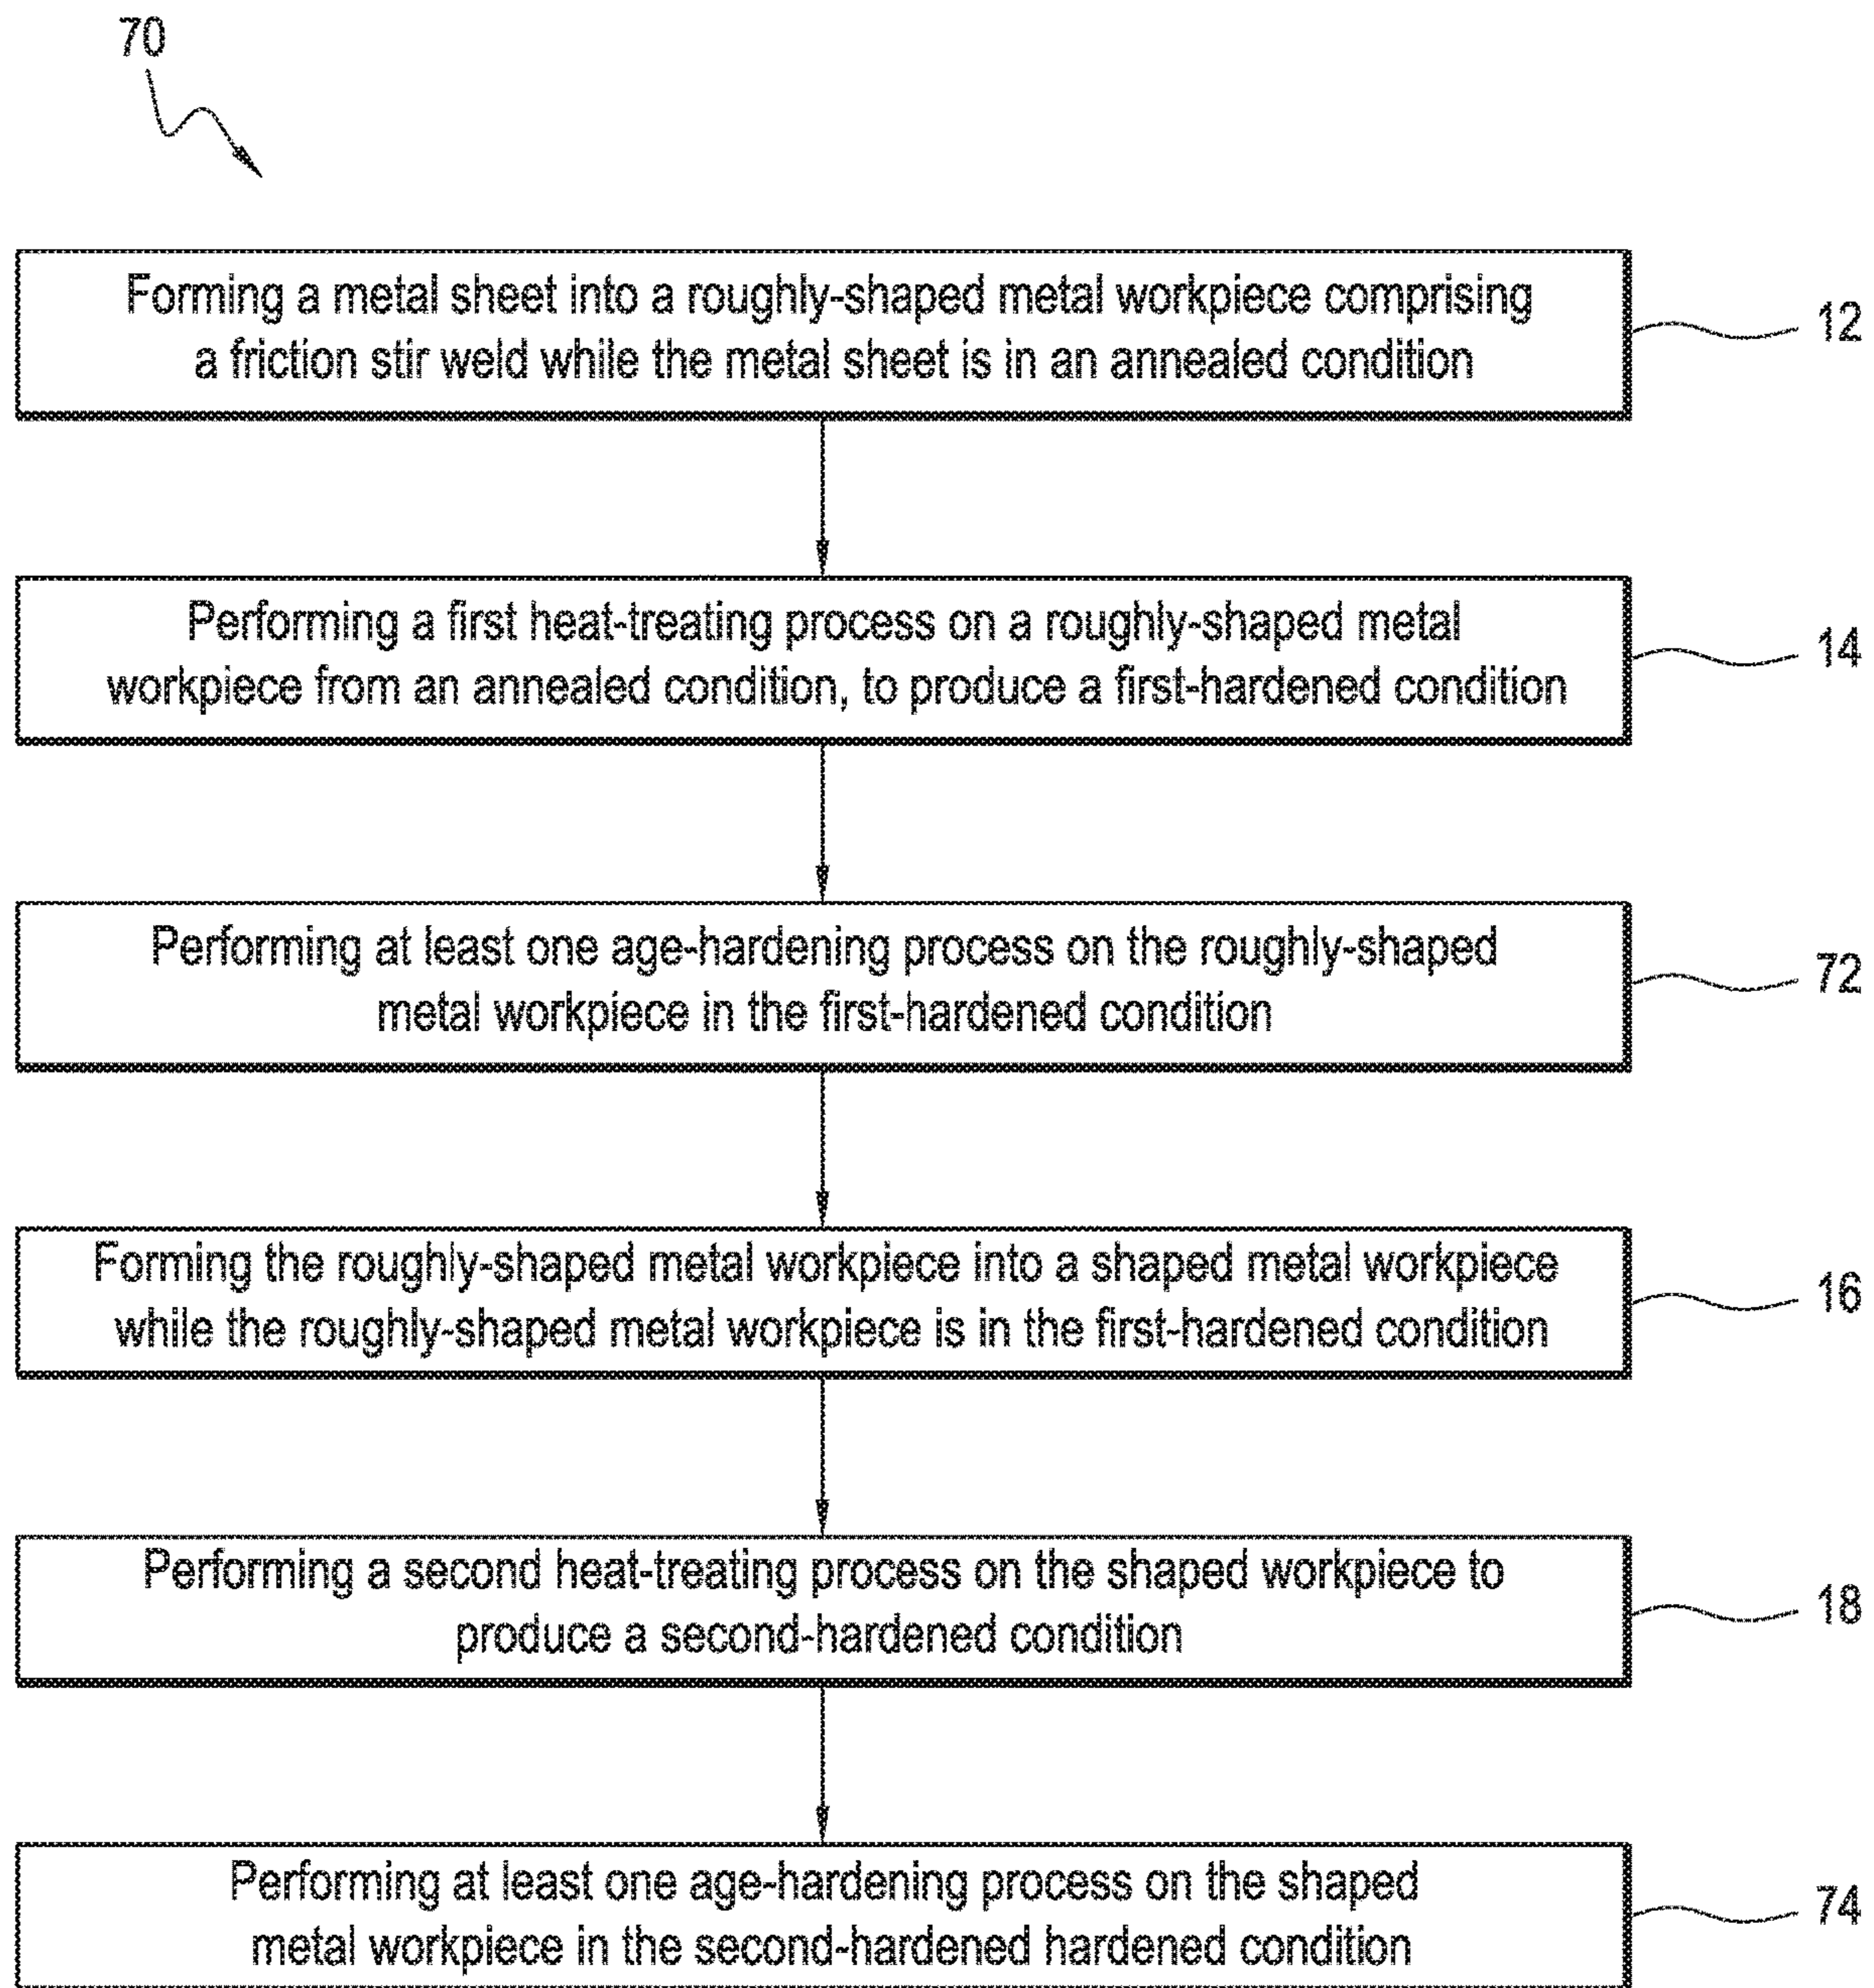 70
Forming a metal sheet into a roughly-shaped metal workpiece comprising
a friction stir weld while the metal sheet is in an annealed condition
12
Performing a first heat-treating process on a roughly-shaped metal
workpiece from an annealed condition, to produce a first-hardened condition
14
Performing at least one age-hardening process on the roughly-shaped
metal workpiece in the first-hardened condition
72
Forming the roughly-shaped metal workpiece into a shaped metal workpiece
while the roughly-shaped metal workpiece is in the first-hardened condition
16
Performing a second heat-treating process on the shaped workpiece to
produce a second-hardened condition
18
Performing at least one age-hardening process on the shaped
metal workpiece in the second-hardened hardened condition
74